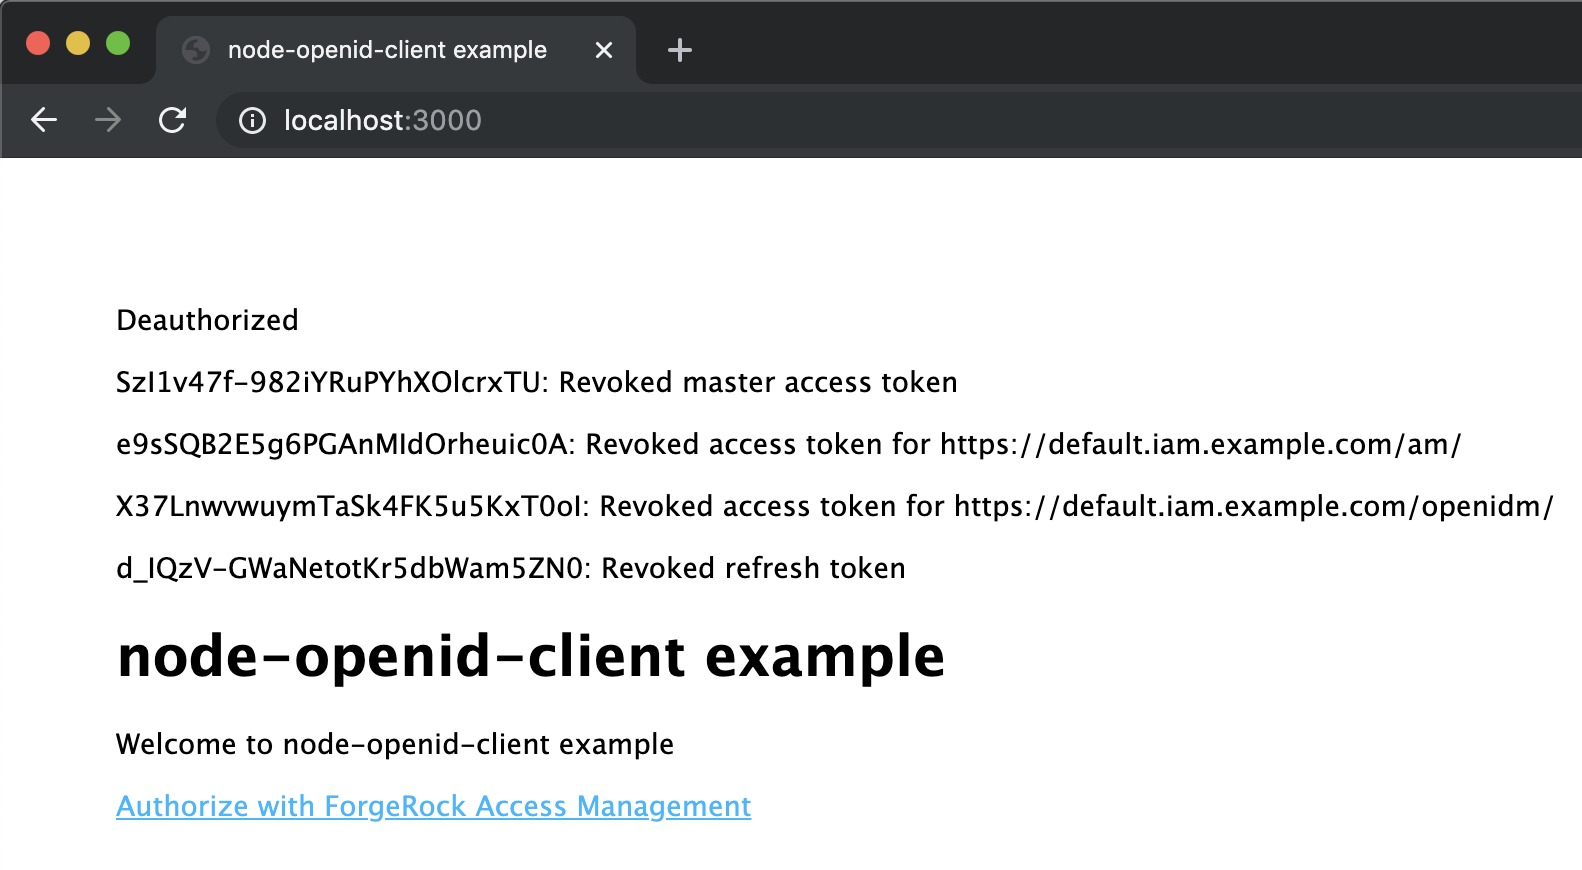 node-openid-client example
localhost:3000
Deauthorized
SzI1v47f-982iYRuPYhXOlcrxTU: Revoked master access token
e9sSQB2E5g6PGAnMIdOrheuic0A: Revoked access token for https://default.iam.example.com/am/
X37LnwvwuymTaSk4FK5u5KxT0oI: Revoked access token for https://default.iam.example.com/openidm/
d_IQzV-GWaNetotKr5dbWam5ZN0: Revoked refresh token
node-openid-client example
Welcome to node-openid-client example
Authorize with ForgeRock Access Management